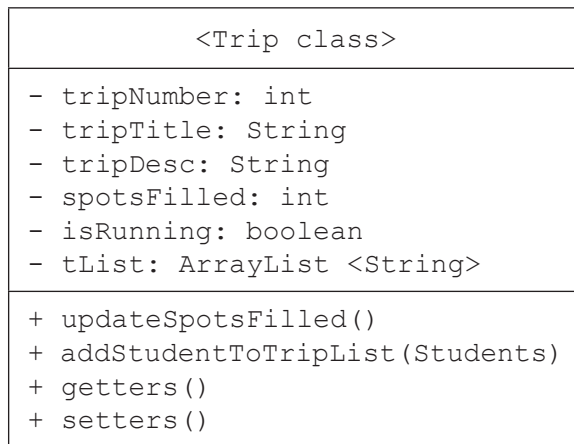 <Trip class>
- tripNumber: int
- tripTitle: String
- tripDesc: String
- spotsFilled: int
- isRunning: boolean
- tList: ArrayList <String>
+ updateSpotsFilled()
+ addStudentToTripList(Students)
+ getters()
+ setters()